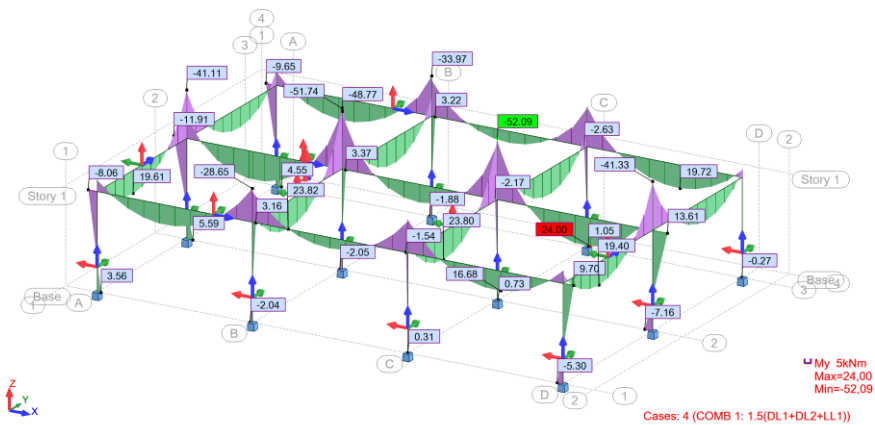 4
3
1
A
2
B
1
C
D
2
-41.11
-9.65
-33.97
-51.74
-48.77
3.22
-52.09
-2.63
-11.91
3.37
-41.33
19.72
-8.06
19.61
-28.65
4.55
23.82
-2.17
Story 1
Story 1
3.16
-1.88
13.61
5.59
23.80
24.00
1.05
-1.54
19.40
-2.05
9.70
-0.27
3.56
16.68
0.73
Base
Base
1
A
3
4
-2.04
-7.16
B
0.31
2
C
-5.30
D
2
1
My 5kNm
Max=24,00
Min=-52,09
Cases: 4 (COMB 1: 1.5(DL1+DL2+LL1))
Z
Y
X